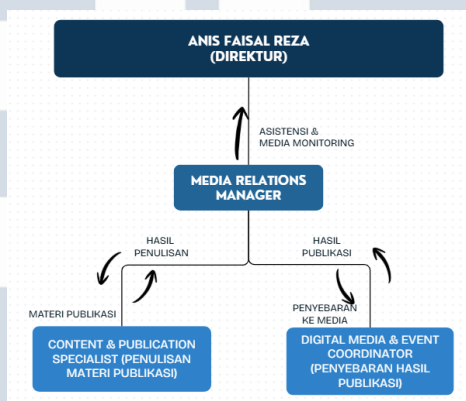 ANIS FAISAL REZA
(DIREKTUR)
ASISTENSI &
MEDIA MONITORING
MEDIA RELATIONS
MANAGER
HASIL
PENULISAN
HASIL
PUBLIKASI
MATERI PUBLIKASI
PENYEBARAN
KE MEDIA
CONTENT & PUBLICATION
SPECIALIST (PENULISAN
MATERI PUBLIKASI)
DIGITAL MEDIA & EVENT
COORDINATOR
(PENYEBARAN HASIL
PUBLIKASI)